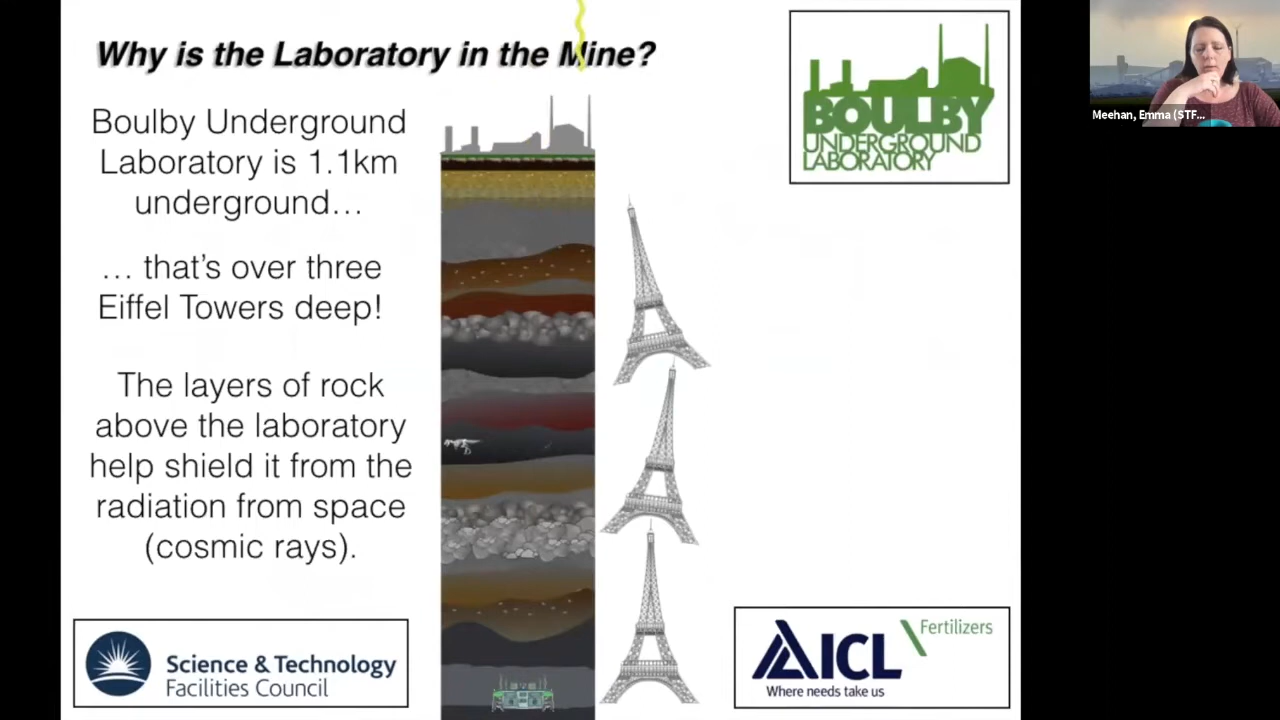 Why is the Laboratory in the Mine?
Boulby Underground
Laboratory is 1.1km
underground…
… that's over three
Eiffel Towers deep!
The layers of rock
above the laboratory
help shield it from the
radiation from space
(cosmic rays).
BOULBY
UNDERGROUND
LABORATORY
Meehan, Emma (STF...
Science & Technology
Facilities Council
ICL Fertilizers
Where needs take us